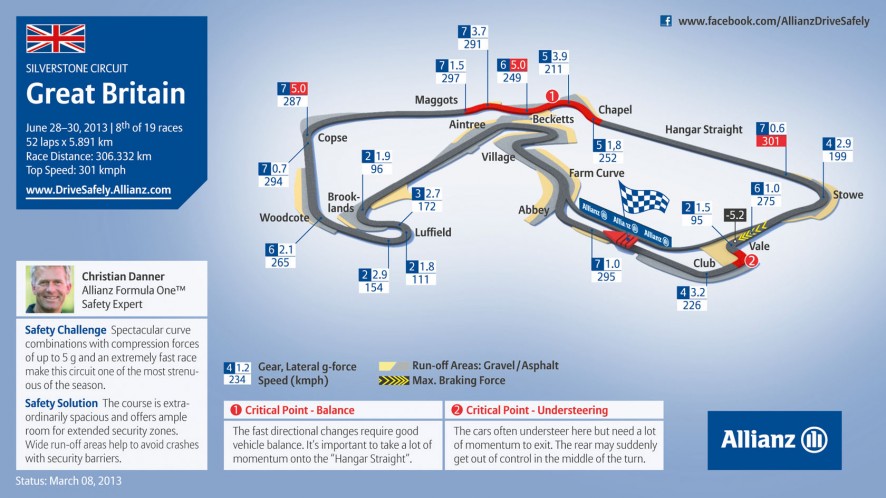 www.facebook.com/AllianzDriveSafely
SILVERSTONE CIRCUIT
Great Britain
June 28–30, 2013 | 8th of 19 races
52 laps x 5.891 km
Race Distance: 306.332 km
Top Speed: 301 kmph
www.DriveSafely.Allianz.com
7 3.7
291
5 3.9
211
7 1.5
297
6 5.0
249
7 5.0
287
1
Maggots
Chapel
Aintree
Becketts
Hangar Straight
7 0.6
301
Copse
5 1,8
252
4 2.9
199
Village
2 1.9
96
7 0.7
294
Farm Curve
6 1.0
275
Stowe
3 2.7
172
Brook-
lands
2 1.5
95
-5.2
Allianz
Allianz
Allianz
Woodcote
Abbey
Luffield
Vale
6 2.1
265
2 2.9
154
2 1.8
111
7 1.0
295
Club
2
4 3.2
226
Christian Danner
Allianz Formula One™
Safety Expert
Safety Challenge Spectacular curve
combinations with compression forces
of up to 5 g and an extremely fast race
make this circuit one of the most strenu-
ous of the season.
Safety Solution The course is extra-
ordinarily spacious and offers ample
room for extended security zones.
Wide run-off areas help to avoid crashes
with security barriers.
4 1.2
234
Gear, Lateral g-force
Speed (kmph)
Run-off Areas: Gravel/Asphalt
Max. Braking Force
1 Critical Point - Balance
The fast directional changes require good
vehicle balance. It's important to take a lot of
momentum onto the "Hangar Straight".
2 Critical Point - Understeering
The cars often understeer here but need a lot
of momentum to exit. The rear may suddenly
get out of control in the middle of the turn.
Allianz
Status: March 08, 2013